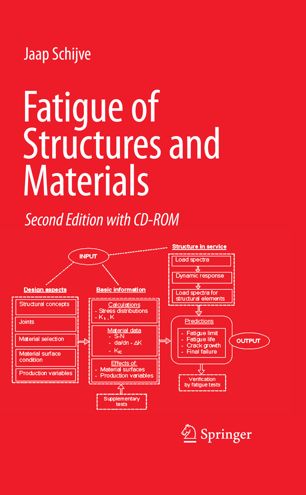 Jaap Schijve
Fatigue of
Structures and
Materials
Second Edition with CD-ROM
INPUT
Structure in service
Load spectra
Dynamic response
Load spectra for
structural elements
Design aspects
Structural concepts
Joints
Material selection
Material surface
condition
Production variables
Basic information
Calculations
- Stress distributions
- Kt , K
Material data
- S-N
- da/dn - ΔK
Effects of:
- Material surfaces
- Production variables
Supplementary
tests
Predictions
- Fatigue limit
- Fatigue life
- Crack growth
- Final failure
OUTPUT
Verification
by fatigue tests
Springer